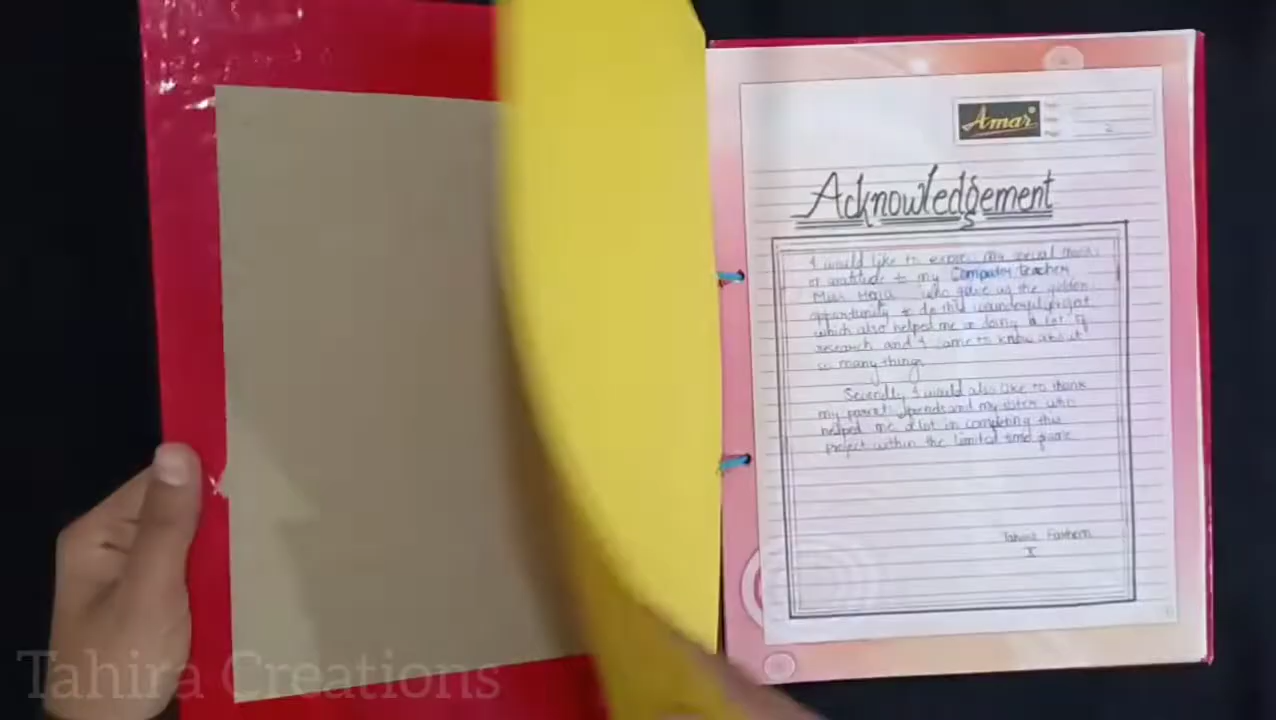 Amar
2
Acknowledgement
I would like to express my special thanks
of gratitude to my Computer teacher
Miss who gave us the golden
opportunity to do this wonderful project
which also helped me in doing a lot of
research and I came to know about
so many things
Secondly I would also like to thank
my parents friends and my sister who
helped me a lot in completing this
project within the limited time frame
X
Tahira Creations